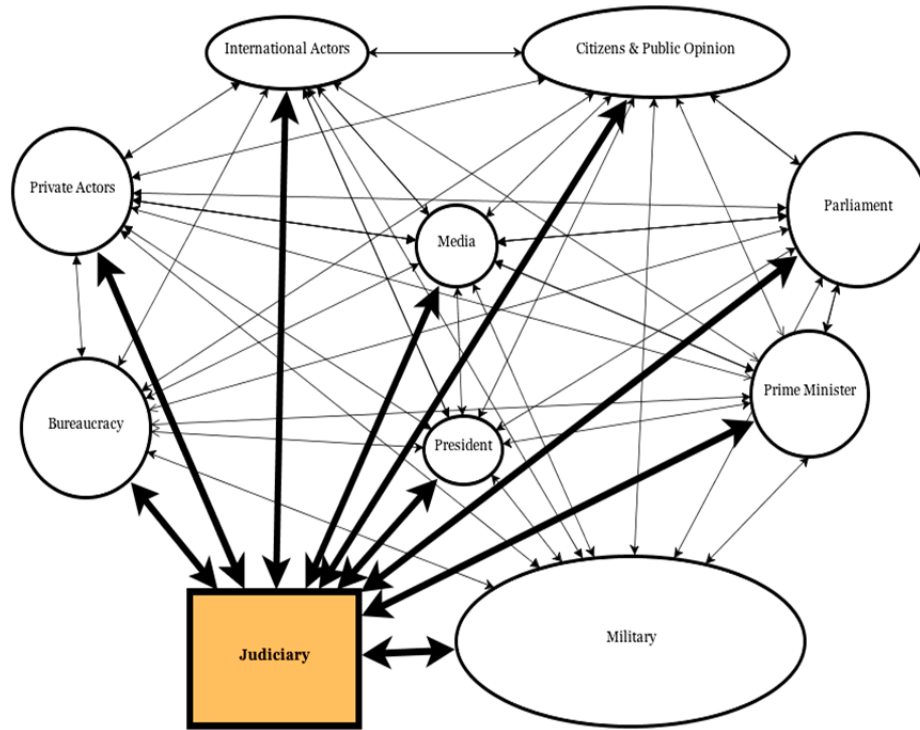 International Actors
Citizens & Public Opinion
Private Actors
Parliament
Media
Prime Minister
Bureaucracy
President
Military
Judiciary